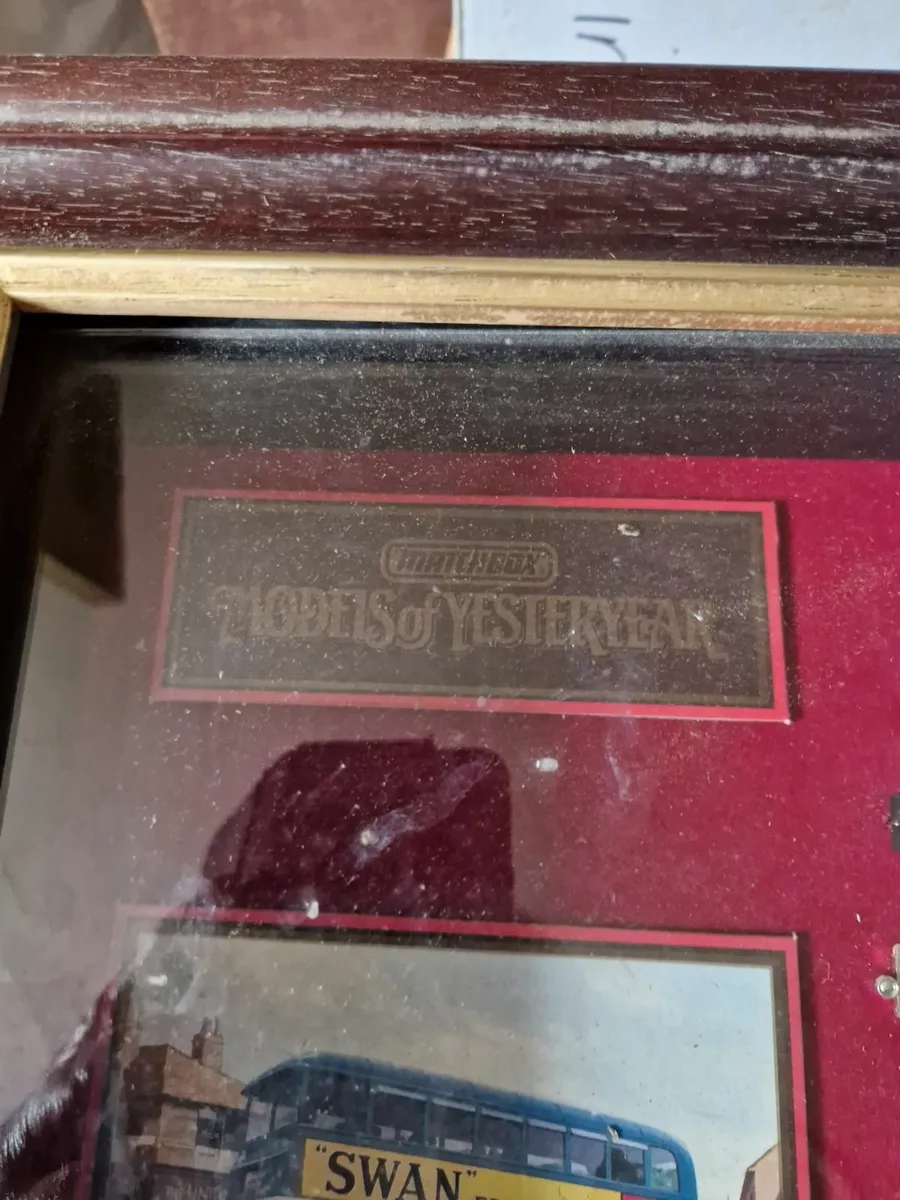 MATCHBOX
MODELS of YESTERYEAR
"SWAN"